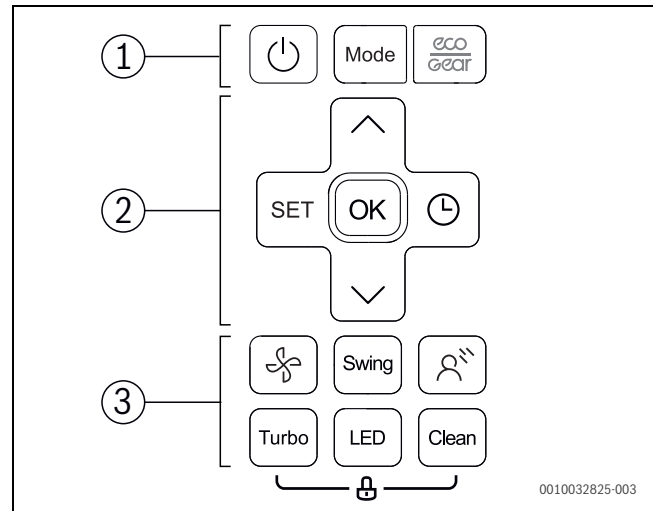 1
Mode
eco
Gear
2
SET
OK
3
Swing
Turbo
LED
Clean
0010032825-003